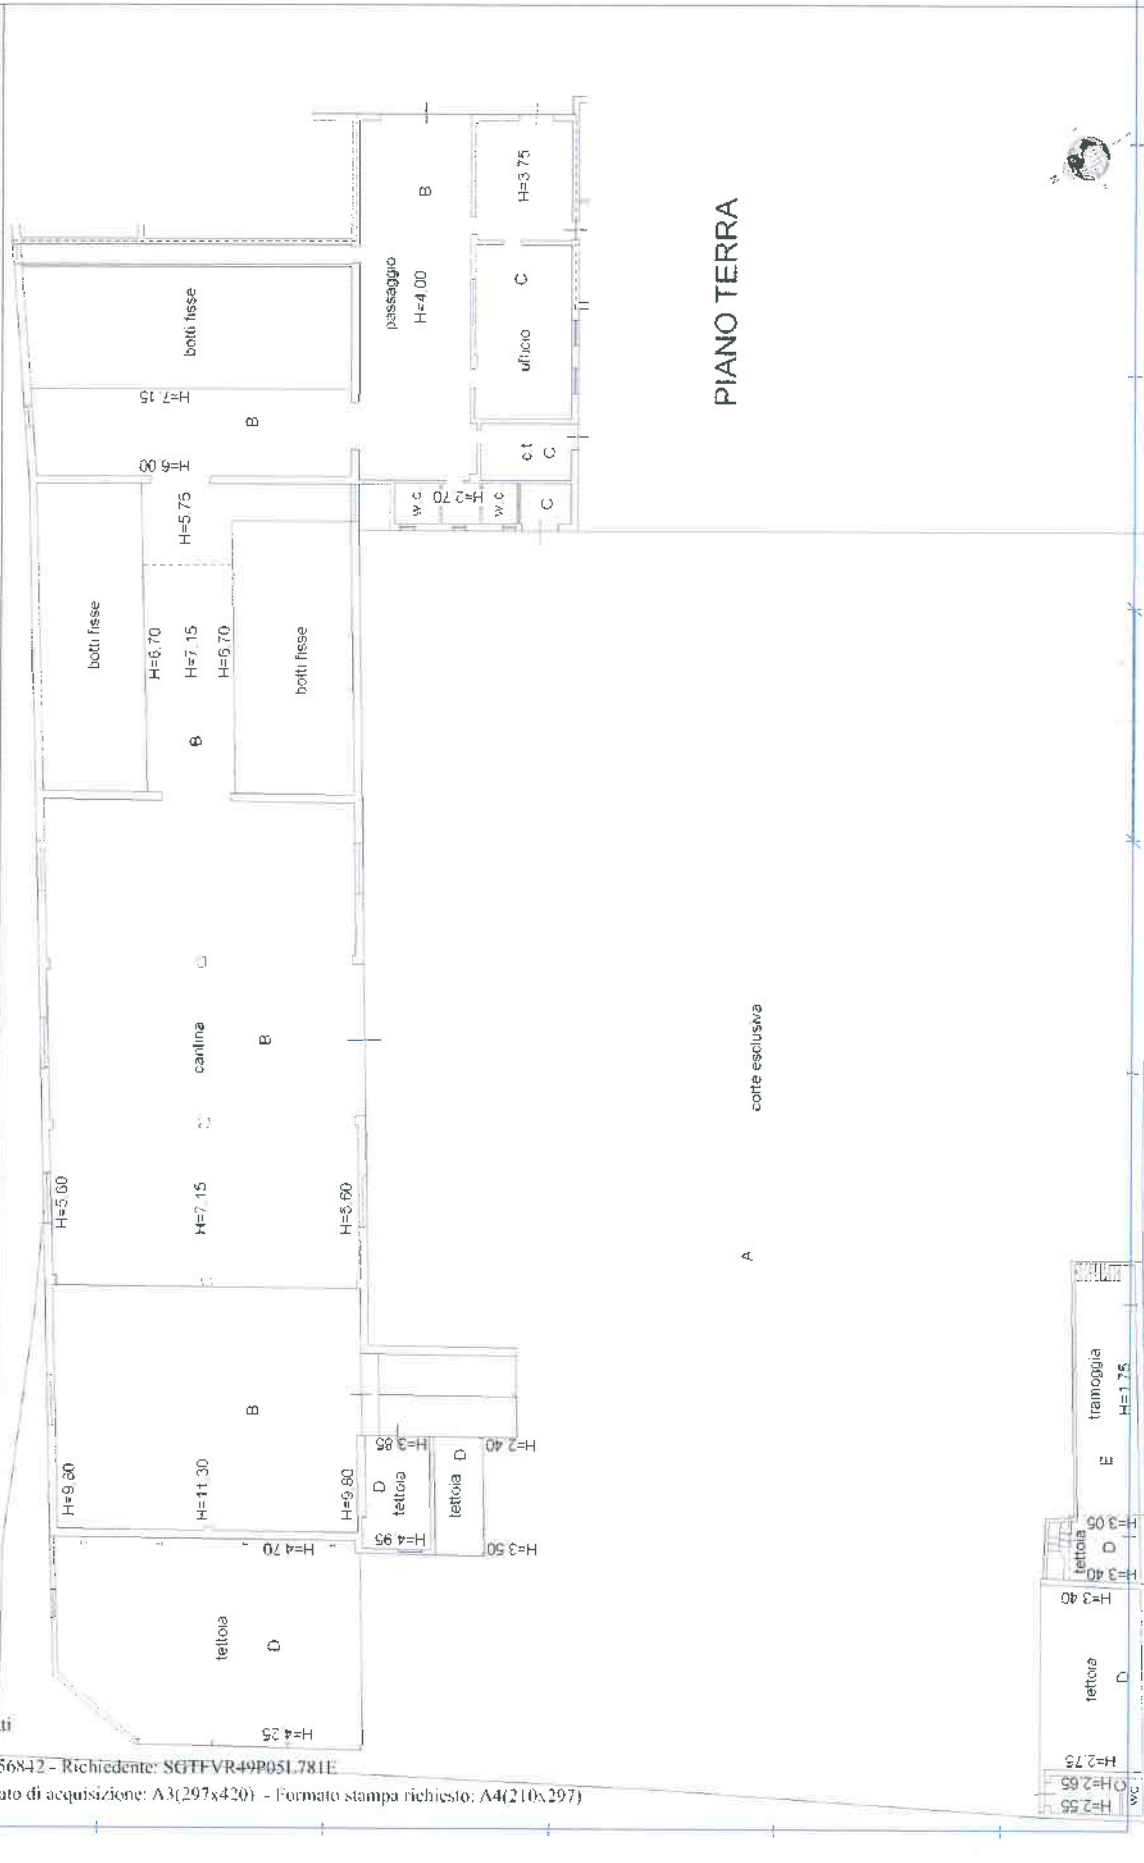 botti fisse
H=7.15
B
H=6.00
passaggio
H=4.00
B
H=3.75
ufficio
C
c.t
C
w.c
H=2.70
w.c
C
H=5.75
botti fisse
H=6.70
H=7.15
H=6.70
B
botti fisse
PIANO TERRA
N
cantina
B
H=5.60
H=7.15
H=5.60
corte esclusiva
A
B
H=9.80
H=11.30
H=9.80
H=3.85
D
tettoia
H=4.95
H=2.40
D
tettoia
H=3.50
H=4.70
tettoia
D
H=4.25
tramoggia
H=1.75
E
H=3.05
tettoia
D
H=3.40
H=3.40
tettoia
D
H=2.75
H=2.65
C
H=2.55
wc
ti
56842 - Richiedente: SGTFVR49P05L781E
ato di acquisizione: A3(297x420) - Formato stampa richiesto: A4(210x297)